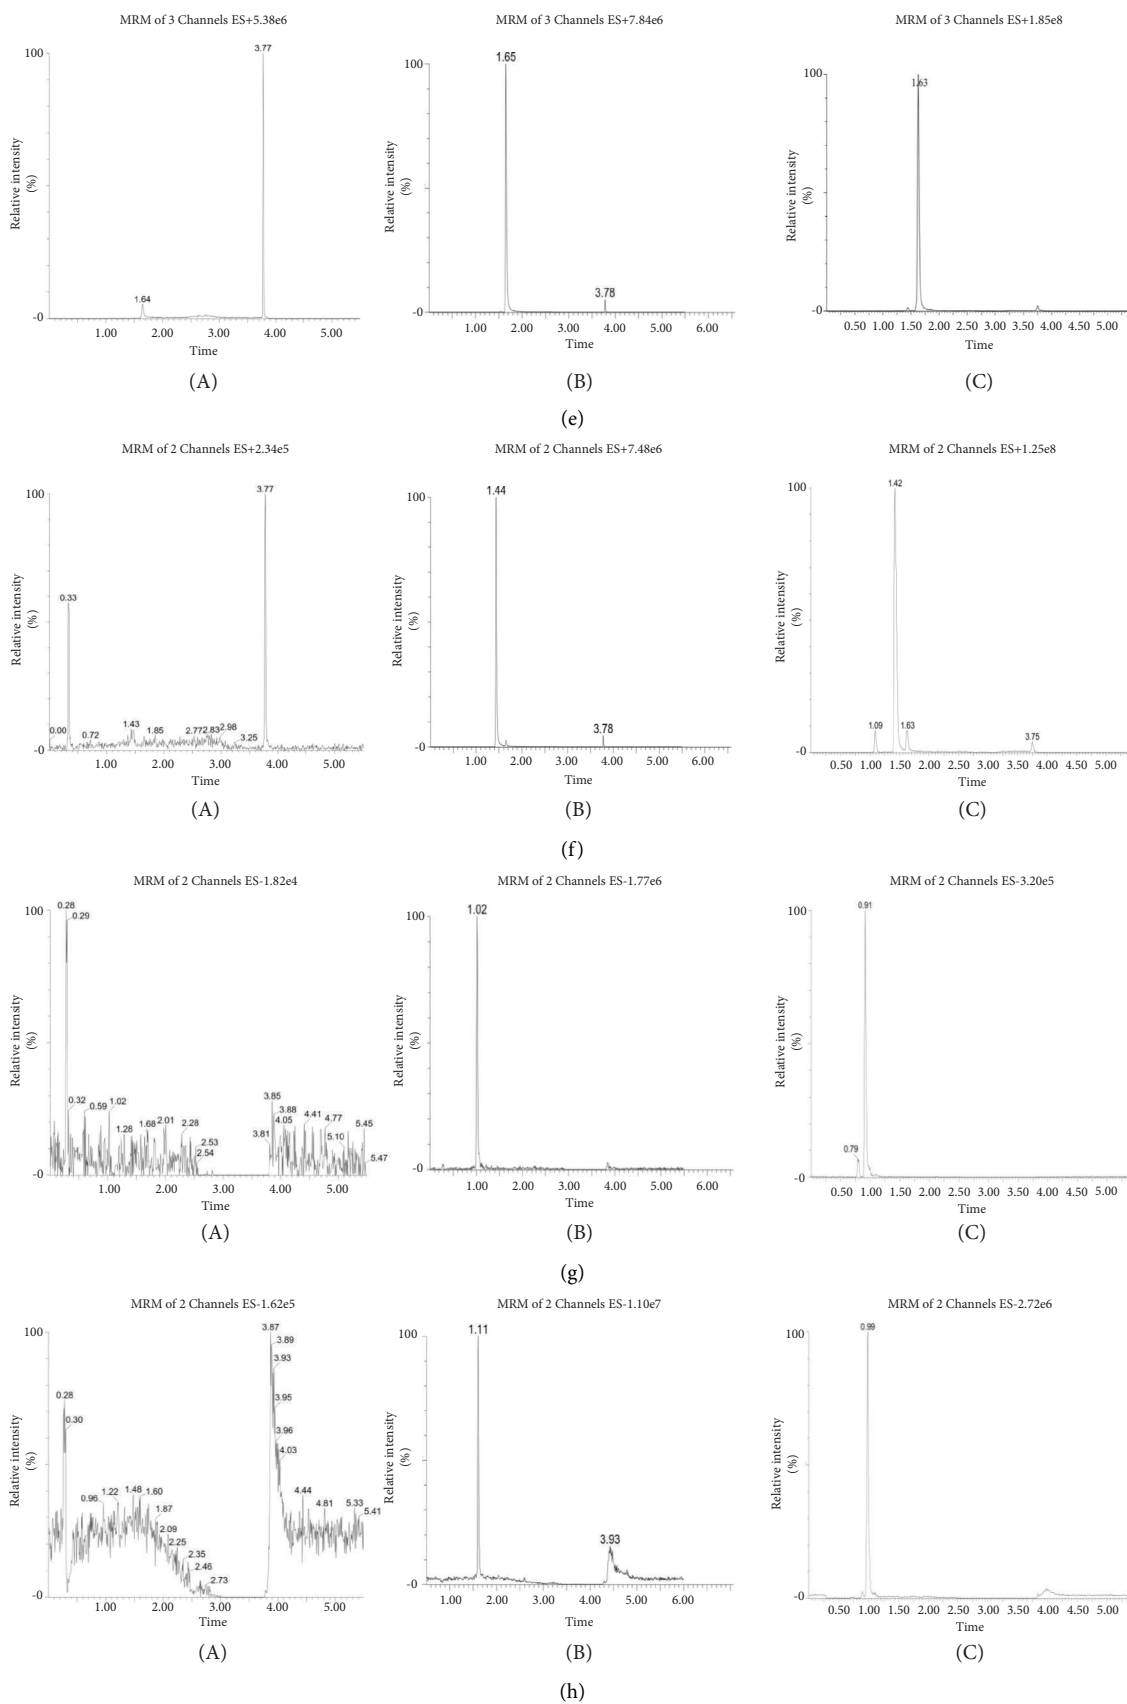 MRM of 3 Channels ES+5.38e6
100
3.77
Relative intensity
(%)
1.64
-0
1.00 2.00 3.00 4.00 5.00
Time
(A)
MRM of 3 Channels ES+7.84e6
100
1.65
Relative intensity
(%)
3.78
-0
1.00 2.00 3.00 4.00 5.00 6.00
Time
(B)
MRM of 3 Channels ES+1.85e8
100
1.63
Relative intensity
(%)
-0
0.50 1.00 1.50 2.00 2.50 3.00 3.50 4.00 4.50 5.00
Time
(C)
(e)
MRM of 2 Channels ES+2.34e5
100
3.77
0.33
Relative intensity
(%)
0.00 0.72 1.43 1.85 2.77 2.83 2.98 3.25
-0
1.00 2.00 3.00 4.00 5.00
Time
(A)
MRM of 2 Channels ES+7.48e6
100
1.44
Relative intensity
(%)
3.78
-0
1.00 2.00 3.00 4.00 5.00 6.00
Time
(B)
MRM of 2 Channels ES+1.25e8
100
1.42
Relative intensity
(%)
1.09 1.63 3.75
-0
0.50 1.00 1.50 2.00 2.50 3.00 3.50 4.00 4.50 5.00
Time
(C)
(f)
MRM of 2 Channels ES-1.82e4
100
0.28
0.29
Relative intensity
(%)
0.32 0.59 1.02 1.28 1.68 2.01 2.28 2.53 2.54
3.81 3.85 3.88 4.05 4.41 4.77 5.10 5.45 5.47
-0
1.00 2.00 3.00 4.00 5.00
Time
(A)
MRM of 2 Channels ES-1.77e6
100
1.02
Relative intensity
(%)
-0
1.00 2.00 3.00 4.00 5.00 6.00
Time
(B)
MRM of 2 Channels ES-3.20e5
100
0.91
Relative intensity
(%)
0.79
-0
0.50 1.00 1.50 2.00 2.50 3.00 3.50 4.00 4.50 5.00
Time
(C)
(g)
MRM of 2 Channels ES-1.62e5
100
3.87
3.89
3.93
3.95
3.96
4.03
0.28
0.30
Relative intensity
(%)
0.96 1.22 1.48 1.60 1.87 2.09 2.25 2.35 2.46 2.73
4.44 4.81 5.33 5.41
-0
1.00 2.00 3.00 4.00 5.00
Time
(A)
MRM of 2 Channels ES-1.10e7
100
1.11
Relative intensity
(%)
3.93
-0
1.00 2.00 3.00 4.00 5.00 6.00
Time
(B)
MRM of 2 Channels ES-2.72e6
100
0.99
Relative intensity
(%)
-0
0.50 1.00 1.50 2.00 2.50 3.00 3.50 4.00 4.50 5.00
Time
(C)
(h)